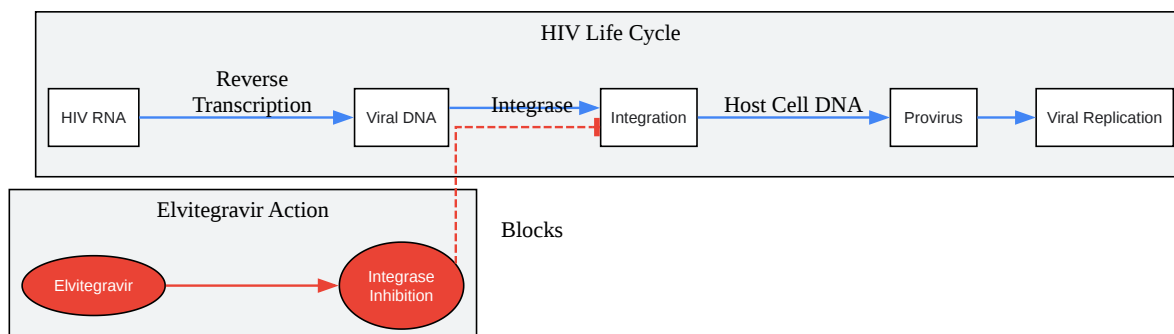 HIV Life Cycle
Reverse
Transcription
Integrase
Host Cell DNA
HIV RNA
Viral DNA
Integration
Provirus
Viral Replication
Elvitegravir Action
Blocks
Elvitegravir
Integrase
Inhibition